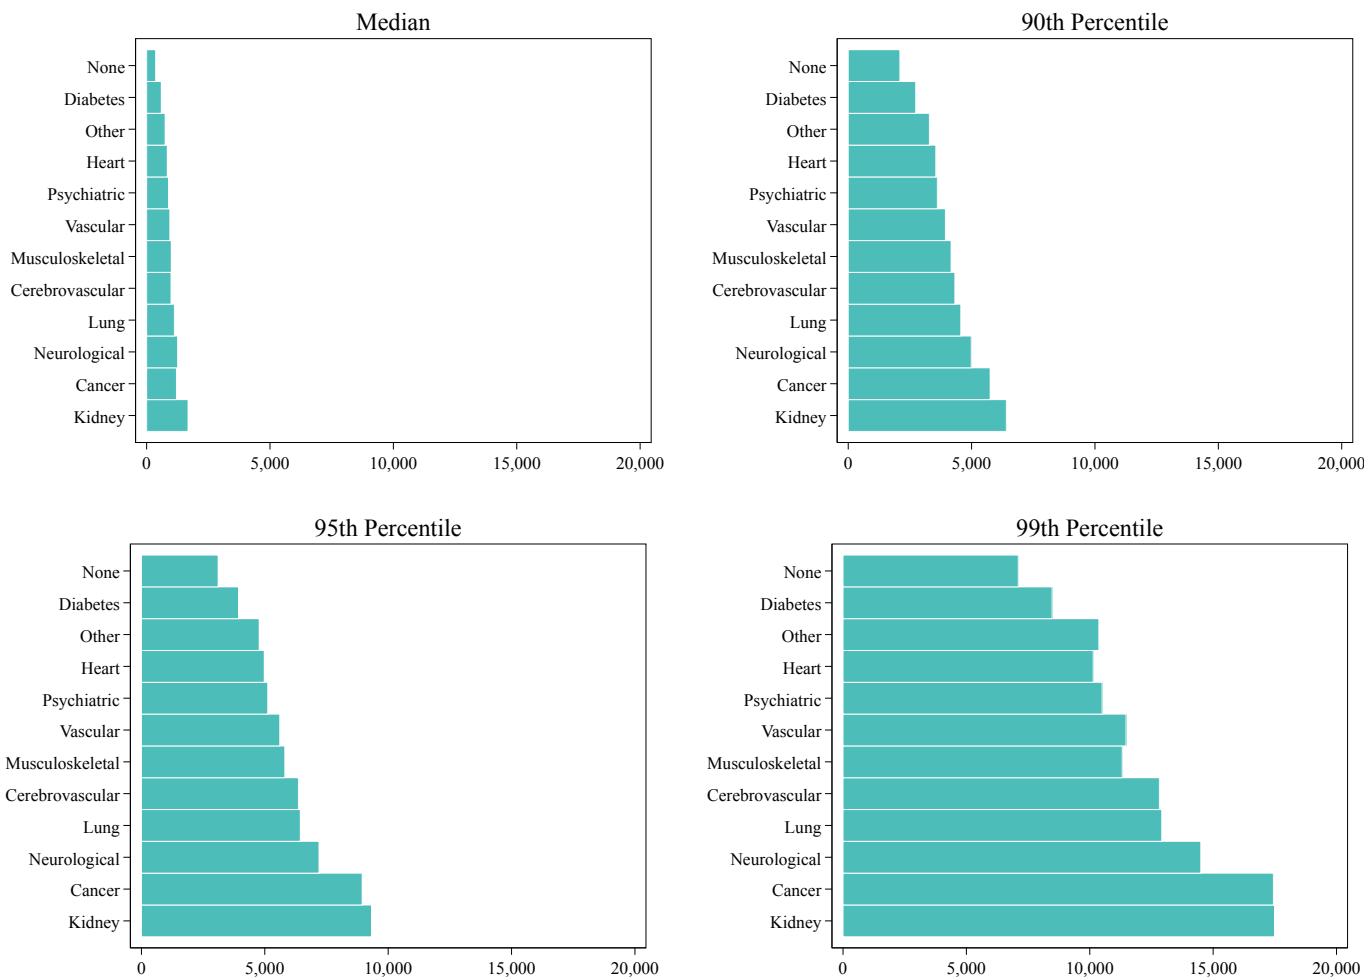 Median
None
Diabetes
Other
Heart
Psychiatric
Vascular
Musculoskeletal
Cerebrovascular
Lung
Neurological
Cancer
Kidney
0 5,000 10,000 15,000 20,000
90th Percentile
None
Diabetes
Other
Heart
Psychiatric
Vascular
Musculoskeletal
Cerebrovascular
Lung
Neurological
Cancer
Kidney
0 5,000 10,000 15,000 20,000
95th Percentile
None
Diabetes
Other
Heart
Psychiatric
Vascular
Musculoskeletal
Cerebrovascular
Lung
Neurological
Cancer
Kidney
0 5,000 10,000 15,000 20,000
99th Percentile
None
Diabetes
Other
Heart
Psychiatric
Vascular
Musculoskeletal
Cerebrovascular
Lung
Neurological
Cancer
Kidney
0 5,000 10,000 15,000 20,000